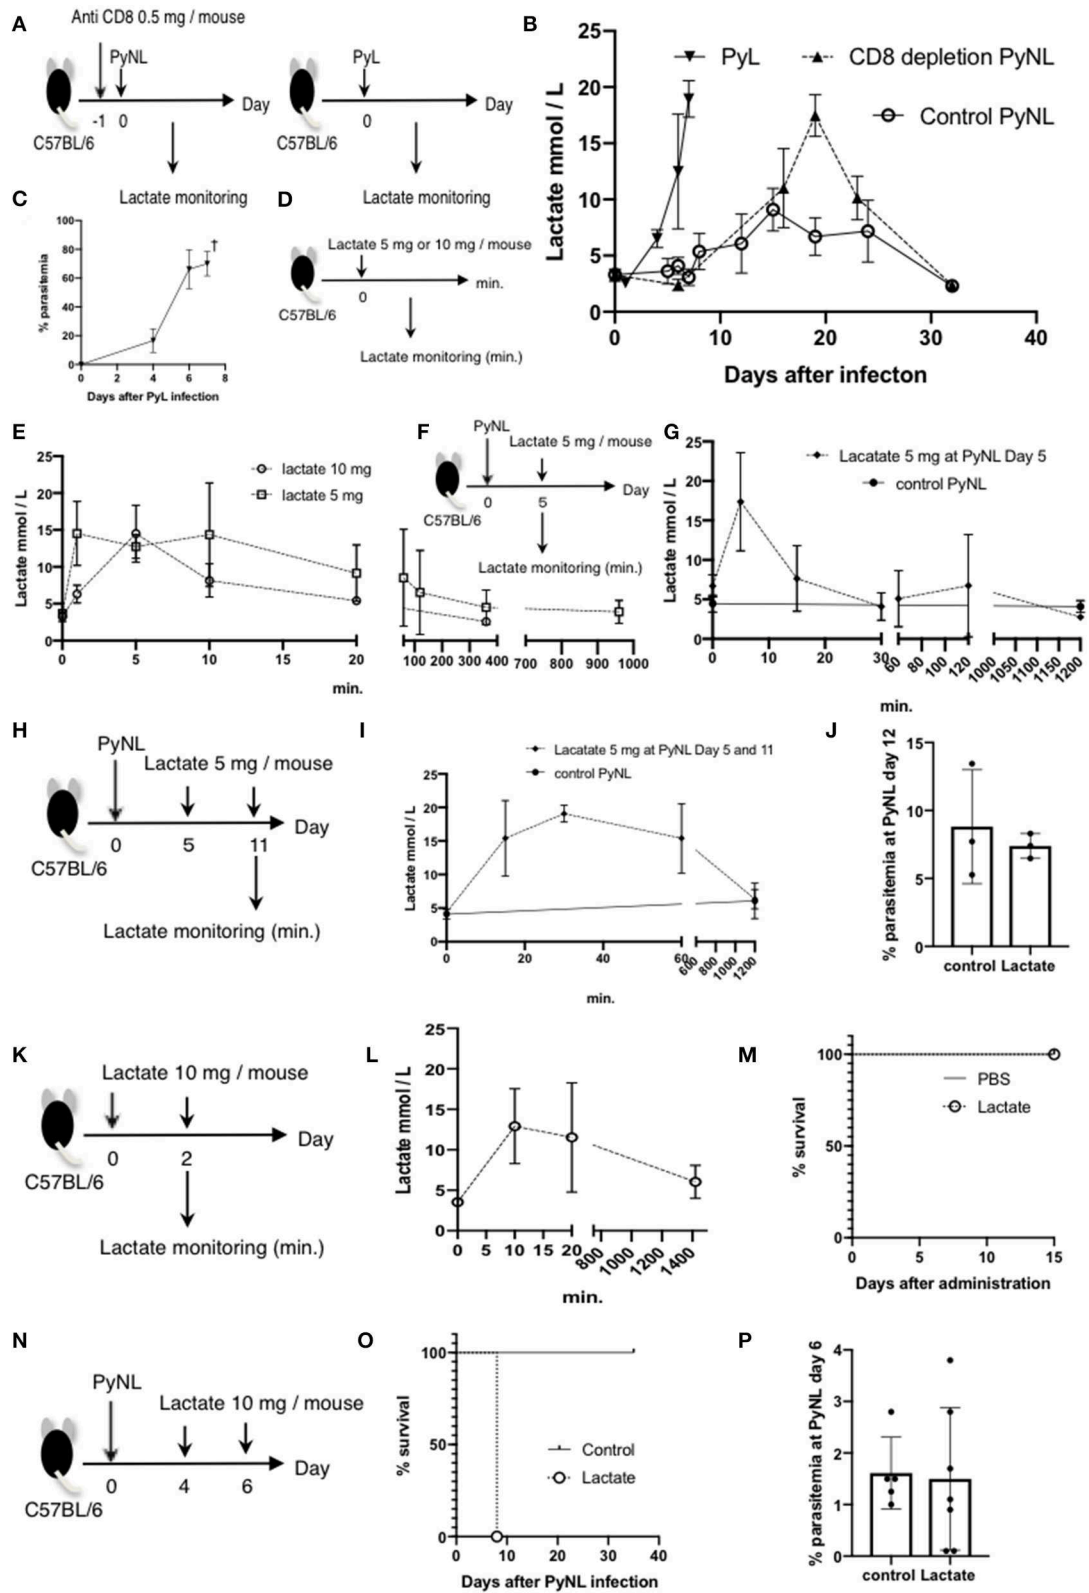 A
Anti CD8 0.5 mg / mouse
PyNL
Day
-1 0
C57BL/6
Lactate monitoring
PyL
Day
0
C57BL/6
Lactate monitoring
B
Lactate mmol / L
25
20
15
10
5
0
PyL
CD8 depletion PyNL
Control PyNL
0 10 20 30 40
Days after infecton
C
% parasitemia
100
80
60
40
20
0
†
0 2 4 6 8
Days after PyL infection
D
Lactate 5 mg or 10 mg / mouse
min.
0
C57BL/6
Lactate monitoring (min.)
E
Lactate mmol / L
25
20
15
10
5
0
lactate 10 mg
lactate 5 mg
0 5 10 15 20
100 200 300 400
700 800 900 1000
min.
F
PyNL
Lactate 5 mg / mouse
Day
0 5
C57BL/6
Lactate monitoring (min.)
G
Lactate mmol / L
25
20
15
10
5
0
Lacatate 5 mg at PyNL Day 5
control PyNL
0 10 20 30
60 80 100 120
1000 1050 1100 1150 1200
min.
H
PyNL
Lactate 5 mg / mouse
Day
0 5 11
C57BL/6
Lactate monitoring (min.)
I
Lacatate 5 mg at PyNL Day 5 and 11
control PyNL
Lactate mmol / L
25
20
15
10
5
0
0 20 40 60
600 800 1000 1200
min.
J
% parasitemia at PyNL day 12
15
10
5
0
control Lactate
K
Lactate 10 mg / mouse
Day
0 2
C57BL/6
Lactate monitoring (min.)
L
Lactate mmol / L
25
20
15
10
5
0
0 5 10 15 20
800 1000 1200 1400
min.
M
% survival
100
50
0
PBS
Lactate
0 5 10 15
Days after administration
N
PyNL
Lactate 10 mg / mouse
Day
0 4 6
C57BL/6
O
% survival
100
50
0
Control
Lactate
0 10 20 30 40
Days after PyNL infection
P
% parasitemia at PyNL day 6
4
3
2
1
0
control Lactate